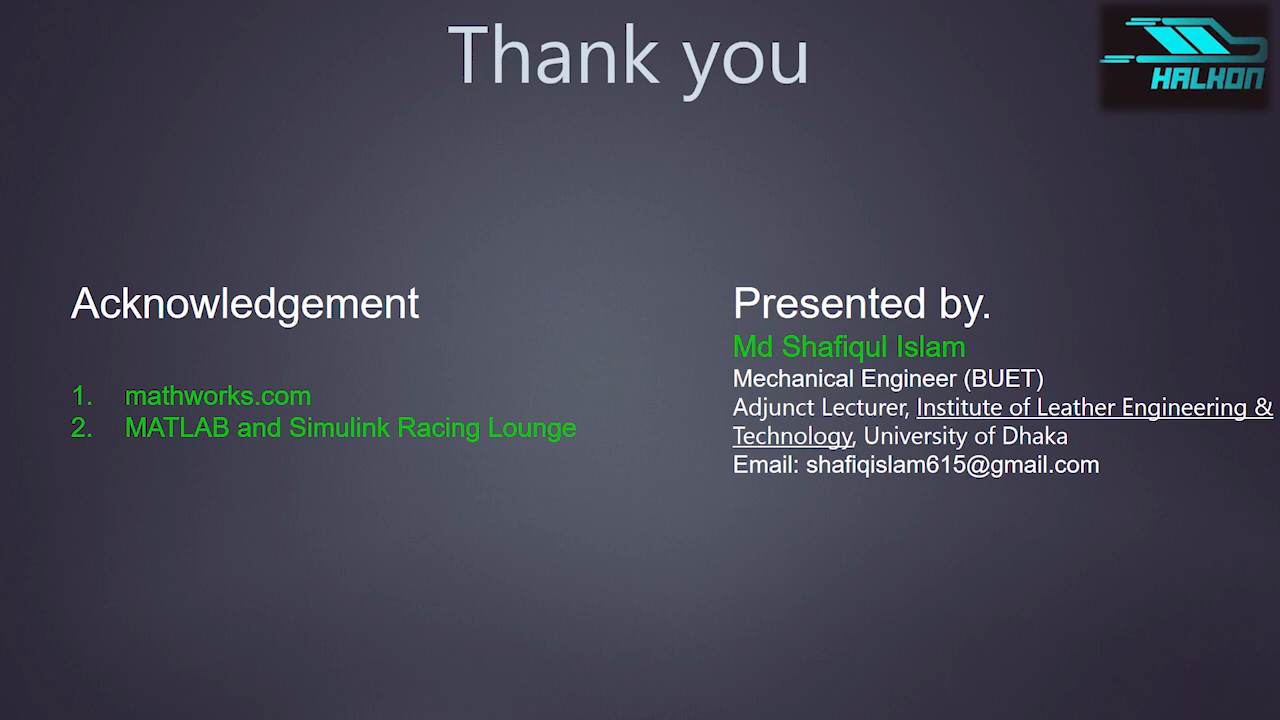 Thank you
HALKON
Acknowledgement
1. mathworks.com
2. MATLAB and Simulink Racing Lounge
Presented by.
Md Shafiqul Islam
Mechanical Engineer (BUET)
Adjunct Lecturer, Institute of Leather Engineering &
Technology, University of Dhaka
Email: shafiqislam615@gmail.com